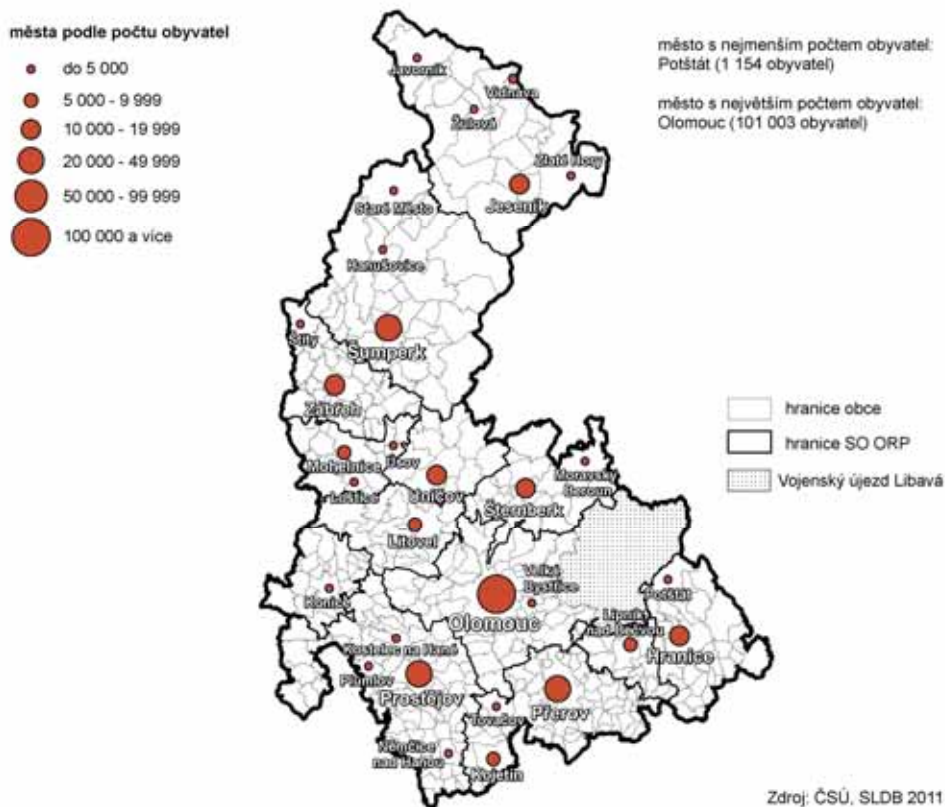 města podle počtu obyvatel
do 5 000
5 000 - 9 999
10 000 - 19 999
20 000 - 49 999
50 000 - 99 999
100 000 a více
město s nejmenším počtem obyvatel:
Potštát (1 154 obyvatel)
město s největším počtem obyvatel:
Olomouc (101 003 obyvatel)
Javorník
Vidnava
Žulová
Zlaté Hory
Jeseník
Staré Město
Hanušovice
Štíty
Šumperk
Zábřeh
hranice obce
hranice SO ORP
Vojenský újezd Libavá
Mohelnice
Úsov
Loštice
Uničov
Šternberk
Moravský
Beroun
Litovel
Konice
Velká
Bystřice
Olomouc
Potštát
Lipník
nad Bečvou
Hranice
Kostelec na Hané
Plumlov
Prostějov
Přerov
Tovačov
Němčice
nad Hanou
Kojetín
Zdroj: ČSÚ, SLDB 2011